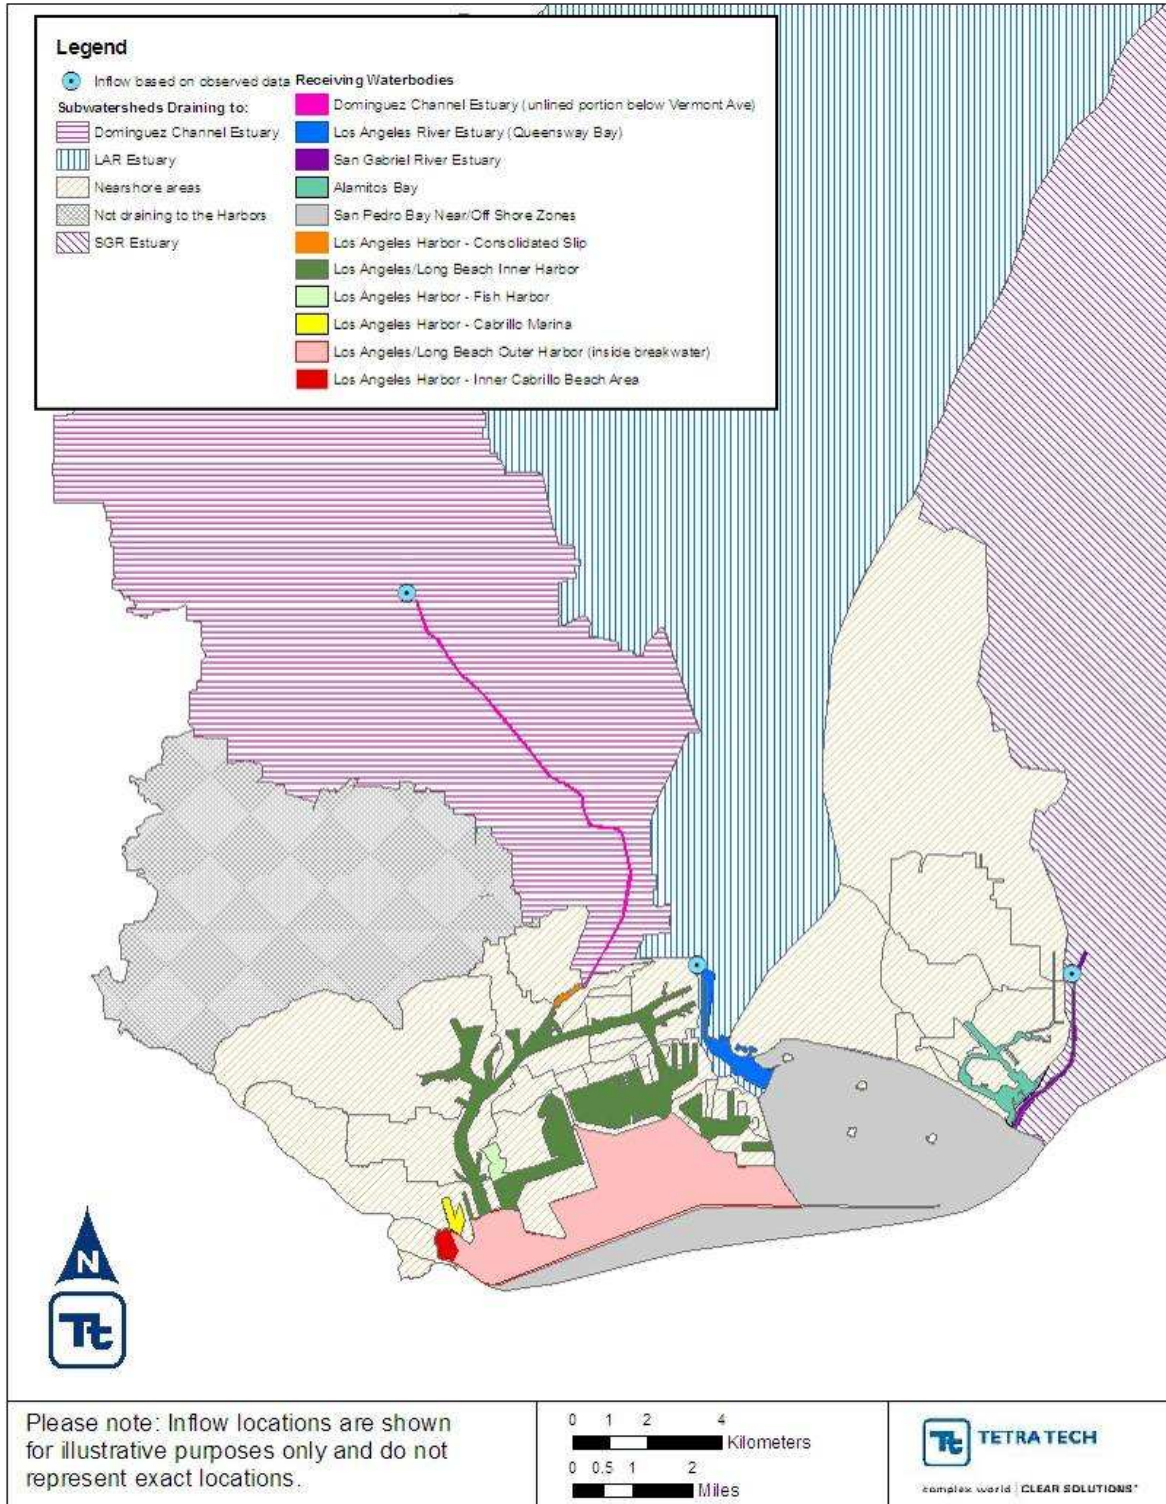 Legend
Inflow based on observed data
Subwatersheds Draining to:
Dominguez Channel Estuary
LAR Estuary
Nearshore areas
Not draining to the Harbors
SGR Estuary
Receiving Waterbodies
Dominguez Channel Estuary (unlined portion below Vermont Ave)
Los Angeles River Estuary (Queensway Bay)
San Gabriel River Estuary
Alamitos Bay
San Pedro Bay Near/Off Shore Zones
Los Angeles Harbor - Consolidated Slip
Los Angeles/Long Beach Inner Harbor
Los Angeles Harbor - Fish Harbor
Los Angeles Harbor - Cabrillo Marina
Los Angeles/Long Beach Outer Harbor (inside breakwater)
Los Angeles Harbor - Inner Cabrillo Beach Area
N
Tt
Please note: Inflow locations are shown
for illustrative purposes only and do not
represent exact locations.
0 1 2 4
Kilometers
0 0.5 1 2
Miles
Tt TETRA TECH
complex world | CLEAR SOLUTIONS™